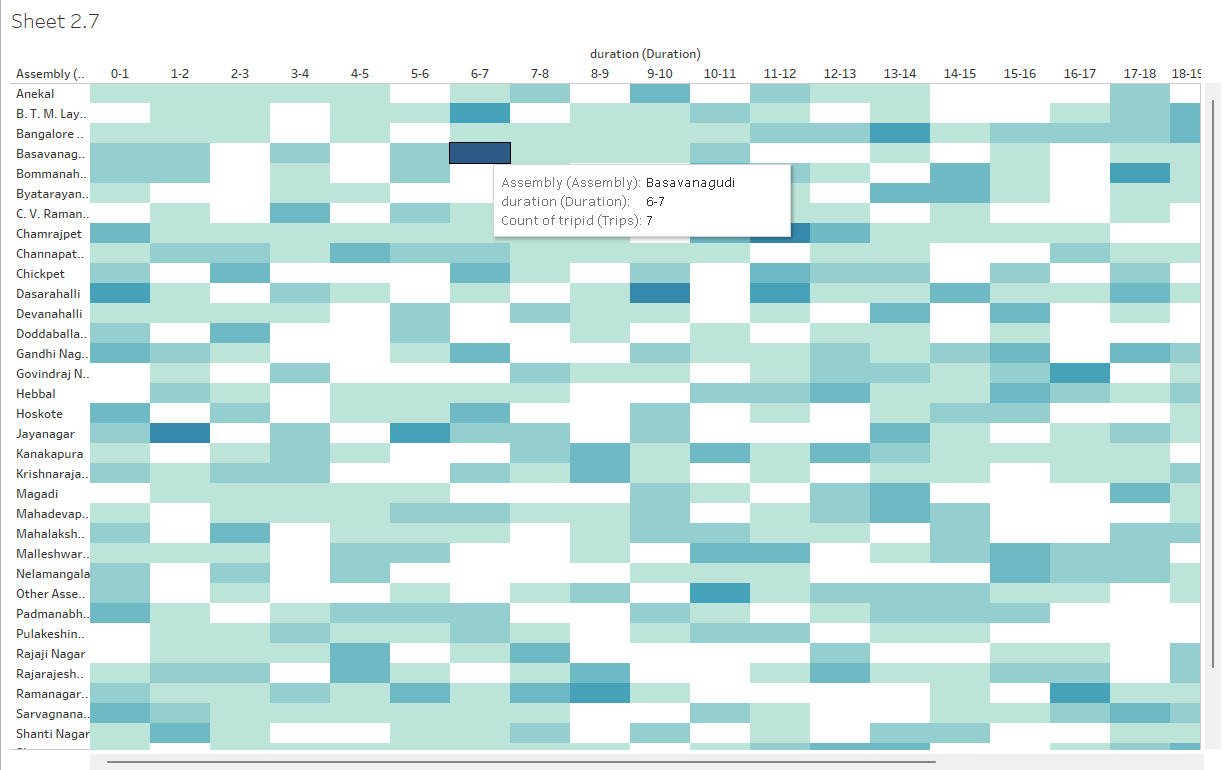 Sheet 2.7
duration (Duration)
Assembly (.. 0-1 1-2 2-3 3-4 4-5 5-6 6-7 7-8 8-9 9-10 10-11 11-12 12-13 13-14 14-15 15-16 16-17 17-18 18-19
Anekal
B. T. M. Lay..
Bangalore ..
Basavanag..
Bommanah..
Assembly (Assembly): Basavanagudi
duration (Duration): 6-7
Count of tripid (Trips): 7
Byatarayan..
C. V. Raman..
Chamrajpet
Channapat..
Chickpet
Dasarahalli
Devanahalli
Doddaballa..
Gandhi Nag..
Govindraj N..
Hebbal
Hoskote
Jayanagar
Kanakapura
Krishnaraja..
Magadi
Mahadevap..
Mahalaksh..
Malleshwar..
Nelamangala
Other Asse..
Padmanabh..
Pulakeshin..
Rajaji Nagar
Rajarajesh..
Ramanagar..
Sarvagnana..
Shanti Nagar